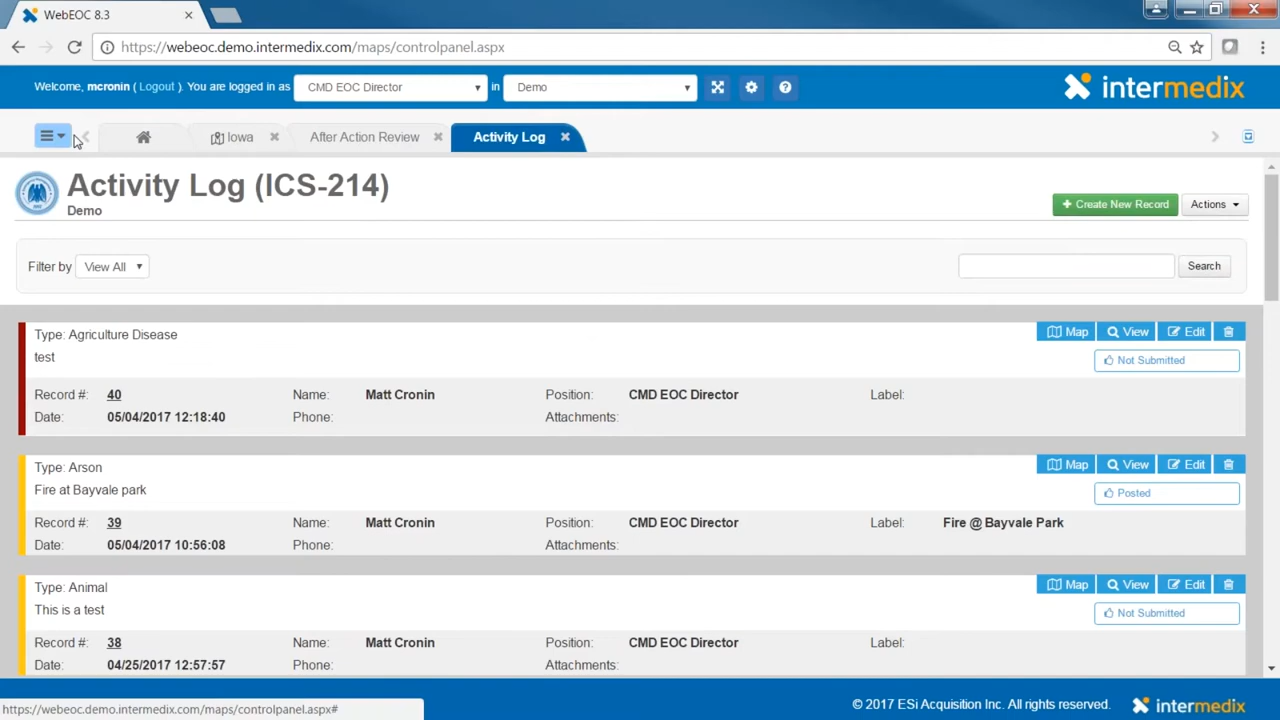 WebEOC 8.3
https://webeoc.demo.intermedix.com/maps/controlpanel.aspx
Welcome, mcronin ( Logout ). You are logged in as CMD EOC Director in Demo
intermedix
Iowa After Action Review Activity Log
Activity Log (ICS-214)
Demo
Create New Record Actions
Filter by View All Search
Type: Agriculture Disease Map View Edit
test Not Submitted
Record #: 40 Name: Matt Cronin Position: CMD EOC Director Label:
Date: 05/04/2017 12:18:40 Phone: Attachments:
Type: Arson Map View Edit
Fire at Bayvale park Posted
Record #: 39 Name: Matt Cronin Position: CMD EOC Director Label: Fire @ Bayvale Park
Date: 05/04/2017 10:56:08 Phone: Attachments:
Type: Animal Map View Edit
This is a test Not Submitted
Record #: 38 Name: Matt Cronin Position: CMD EOC Director Label:
Date: 04/25/2017 12:57:57 Phone: Attachments:
https://webeoc.demo.intermedix.com/maps/controlpanel.aspx#
© 2017 ESi Acquisition Inc. All rights reserved. intermedix